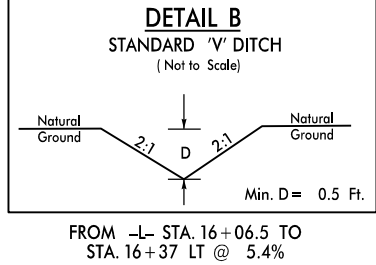 DETAIL B
STANDARD 'V' DITCH
( Not to Scale)
Natural
Ground
2:1
D
2:1
Natural
Ground
Min. D = 0.5 Ft.
FROM -L- STA. 16+06.5 TO
STA. 16+37 LT @ 5.4%